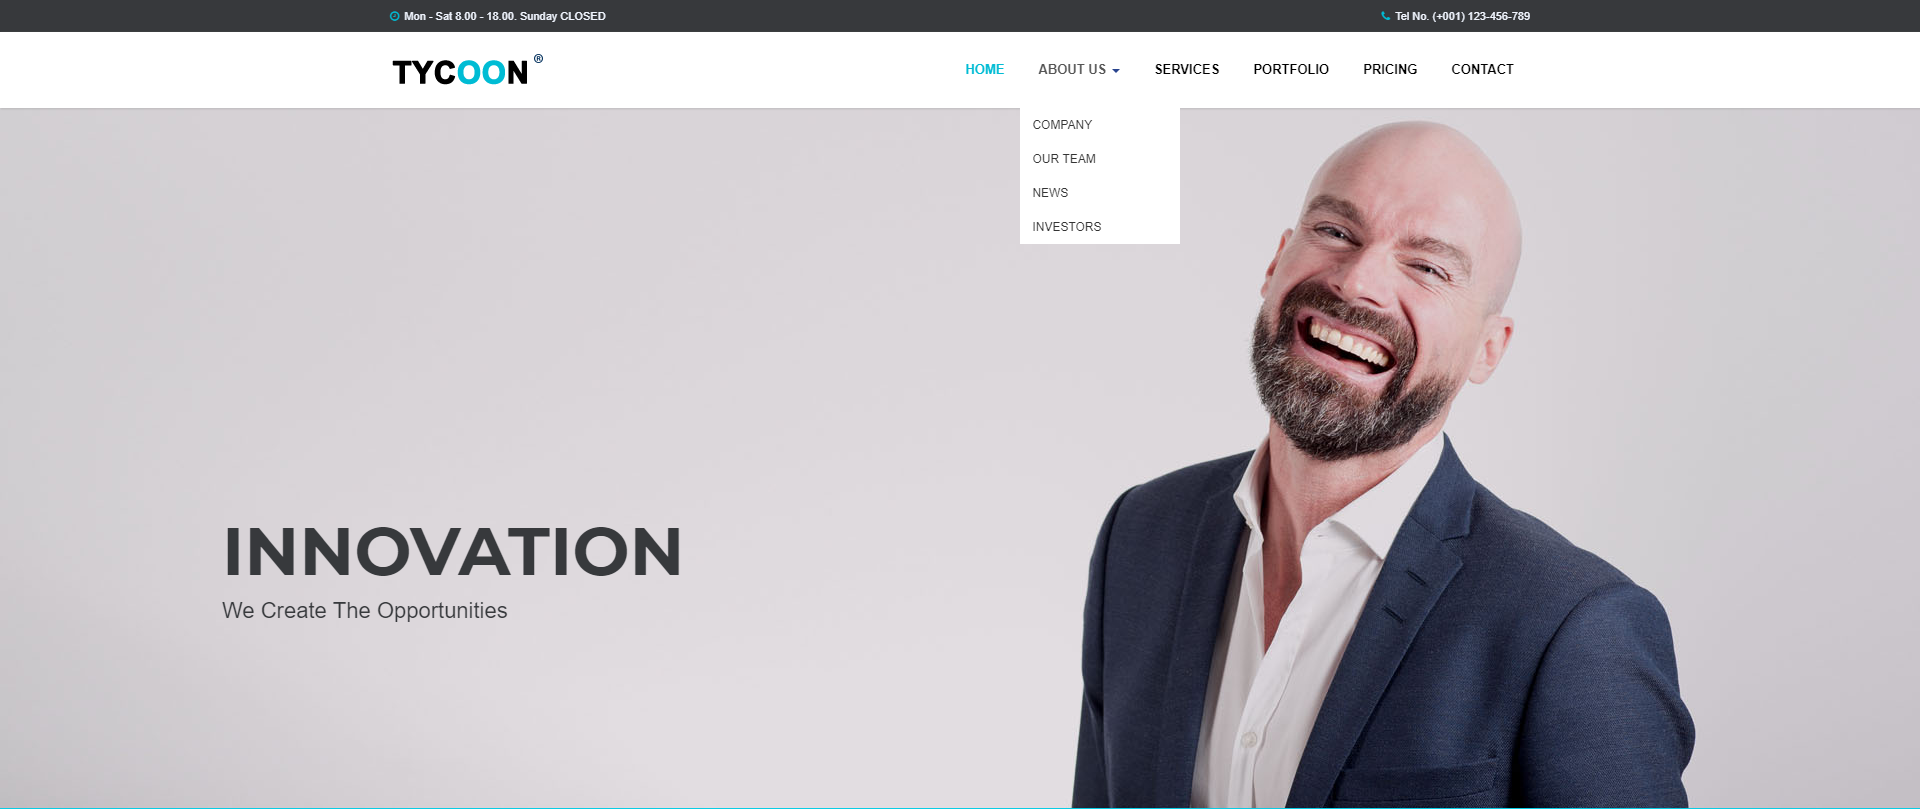 Mon - Sat 8.00 - 18.00. Sunday CLOSED
Tel No. (+001) 123-456-789
TYCOON ®
HOME
ABOUT US
SERVICES
PORTFOLIO
PRICING
CONTACT
COMPANY
OUR TEAM
NEWS
INVESTORS
INNOVATION
We Create The Opportunities